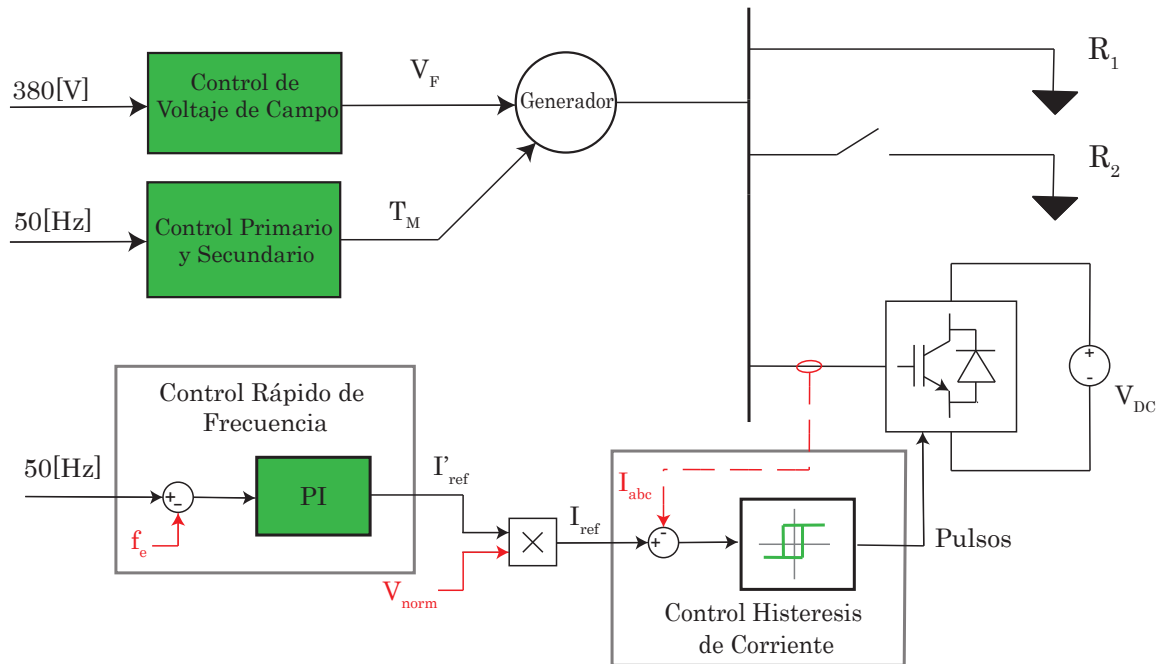 380[V]
Control de
Voltaje de Campo
V_F
Generador
R_1
R_2
50[Hz]
Control Primario
y Secundario
T_M
V_DC
Control Rápido de
Frecuencia
50[Hz]
+
-
f_e
PI
I'_ref
V_norm
×
I_ref
I_abc
+
-
Control Histeresis
de Corriente
Pulsos
+
-